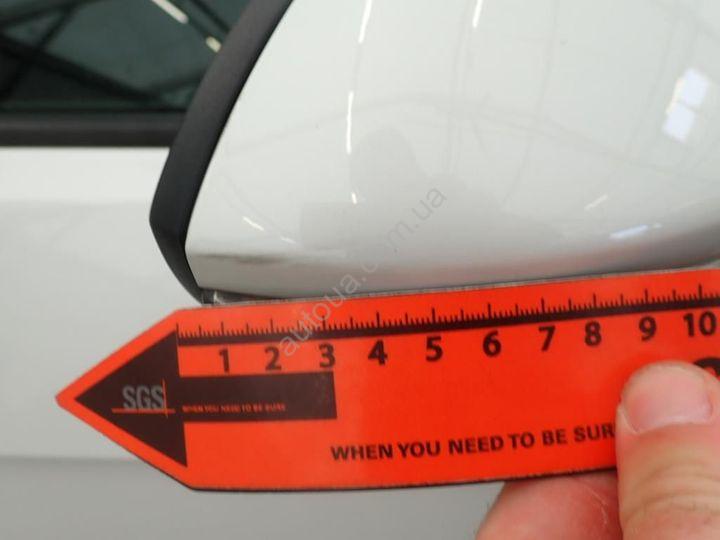 autoua.com.ua
1 2 3 4 5 6 7 8 9 10
SGS
WHEN YOU NEED TO BE SURE
WHEN YOU NEED TO BE SUR